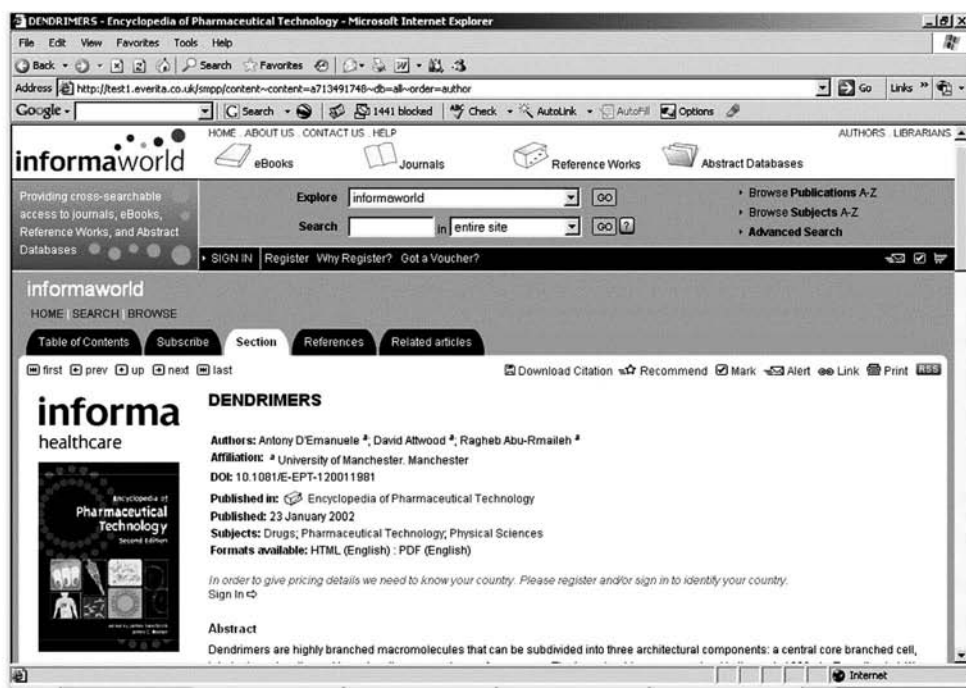 DENDRIMERS - Encyclopedia of Pharmaceutical Technology - Microsoft Internet Explorer
File Edit View Favorites Tools Help
Back Search Favorites
Address http://test1.everita.co.uk/smpp/content~content=a713491748~db=all~order=author Go Links »
Google - Search 1441 blocked Check AutoLink AutoFill Options
HOME . ABOUT US . CONTACT US . HELP AUTHORS . LIBRARIANS
informaworld eBooks Journals Reference Works Abstract Databases
Providing cross-searchable
access to journals, eBooks,
Reference Works, and Abstract
Databases
Explore informaworld GO
Search in entire site GO ?
Browse Publications A-Z
Browse Subjects A-Z
Advanced Search
SIGN IN Register Why Register? Got a Voucher?
informaworld
HOME | SEARCH | BROWSE
Table of Contents Subscribe Section References Related articles
first prev up next last Download Citation Recommend Mark Alert Link Print RSS
informa
healthcare
Encyclopedia of
Pharmaceutical
Technology
Second Edition
DENDRIMERS
Authors: Antony D'Emanuele a; David Attwood a; Ragheb Abu-Rmaileh a
Affiliation: a University of Manchester. Manchester
DOI: 10.1081/E-EPT-120011981
Published in: Encyclopedia of Pharmaceutical Technology
Published: 23 January 2002
Subjects: Drugs; Pharmaceutical Technology; Physical Sciences
Formats available: HTML (English) : PDF (English)
In order to give pricing details we need to know your country. Please register and/or sign in to identify your country.
Sign In
Abstract
Dendrimers are highly branched macromolecules that can be subdivided into three architectural components: a central core branched cell,
Internet